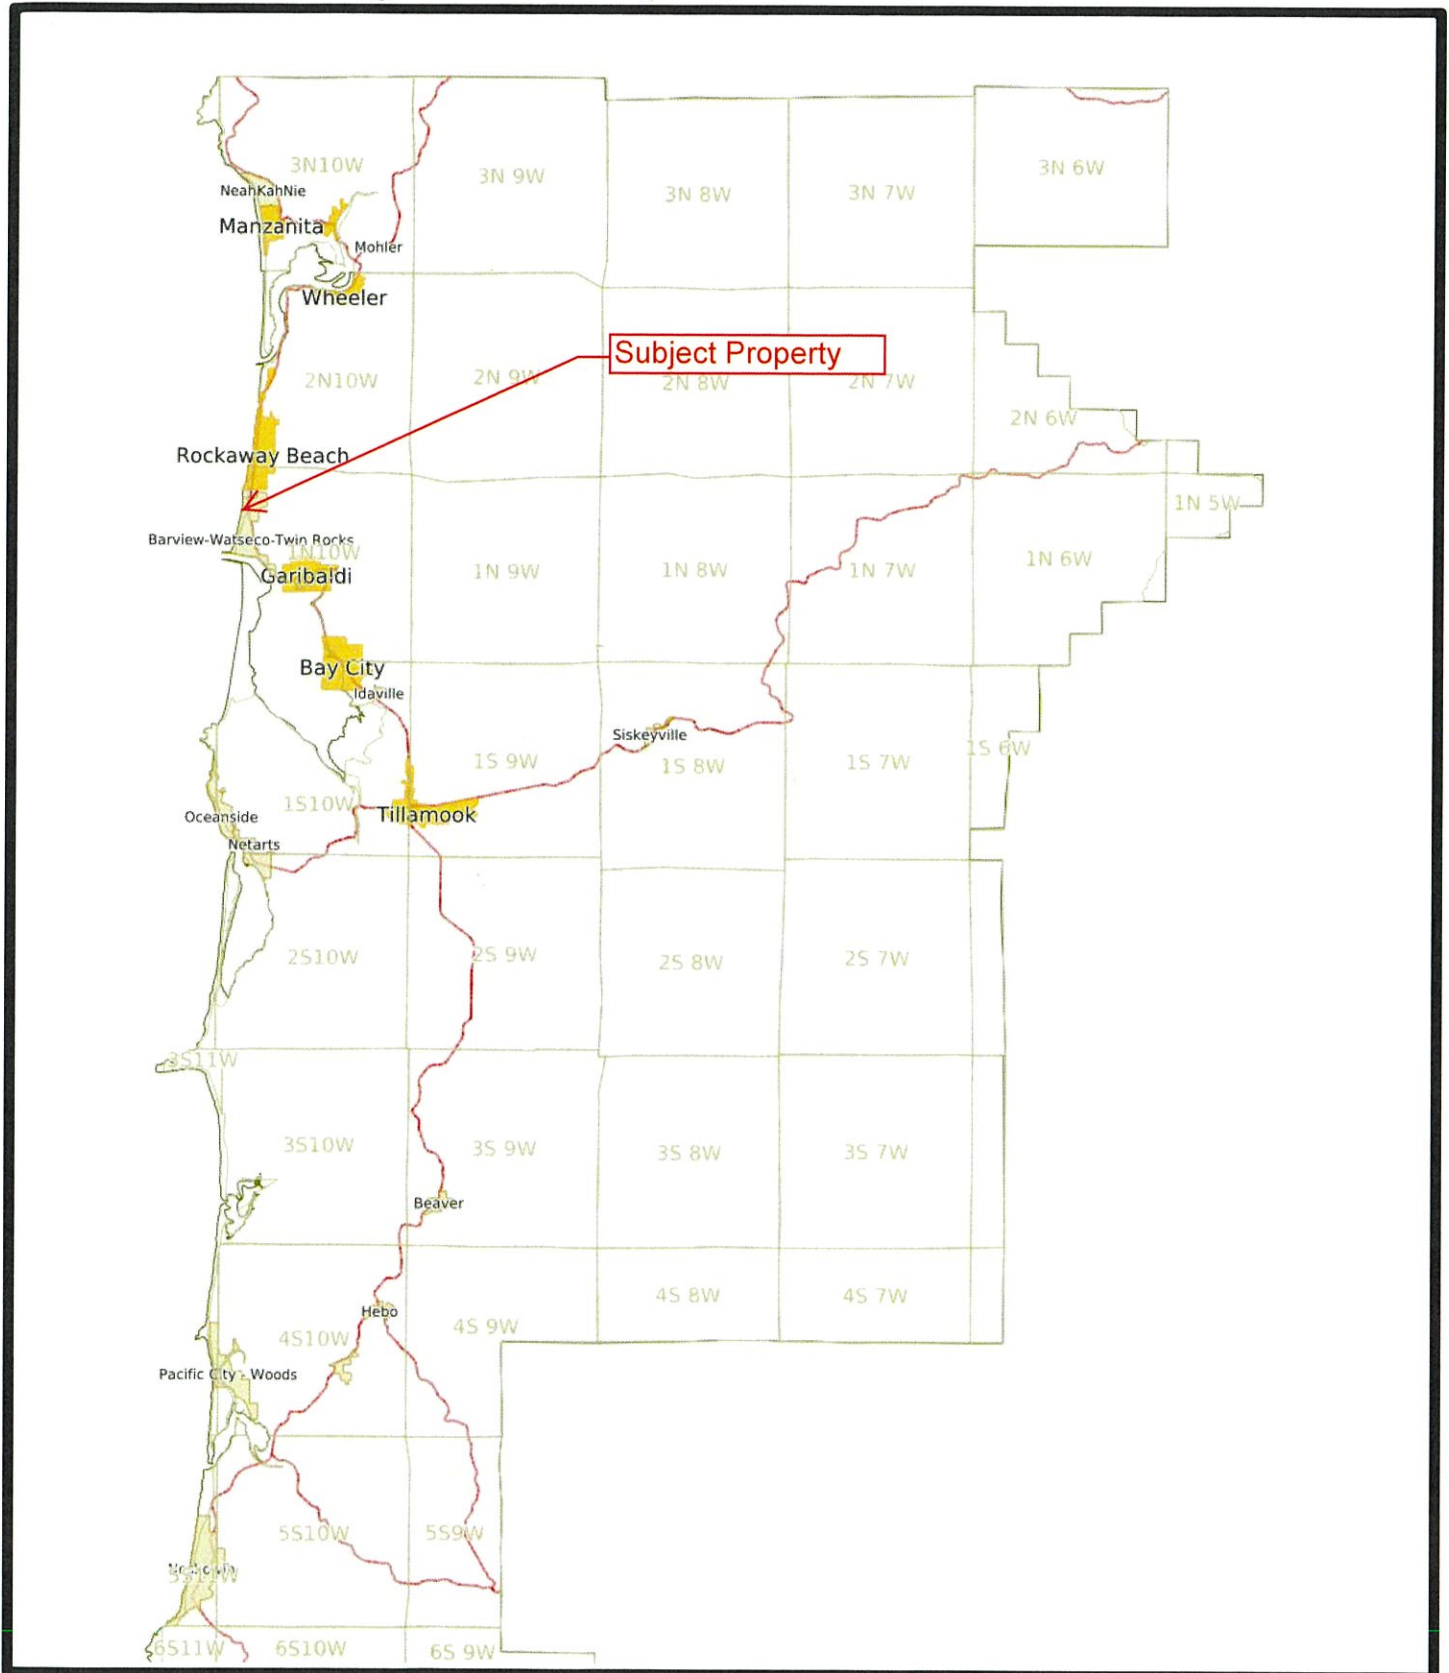 3N10W
3N 9W
3N 8W
3N 7W
3N 6W
NeahKahNie
Manzanita
Mohler
Wheeler
Subject Property
2N10W
2N 9W
2N 8W
2N 7W
2N 6W
Rockaway Beach
1N 5W
Barview-Watseco-Twin Rocks
1N10W
Garibaldi
1N 9W
1N 8W
1N 7W
1N 6W
Bay City
Idaville
Siskeyville
1S 9W
1S 8W
1S 7W
1S 6W
1S10W
Oceanside
Tillamook
Netarts
2S10W
2S 9W
2S 8W
2S 7W
3S11W
3S10W
3S 9W
3S 8W
3S 7W
Beaver
4S 8W
4S 7W
Hebo
4S10W
4S 9W
Pacific City - Woods
5S10W
5S9W
5S11W
6S11W
6S10W
6S 9W